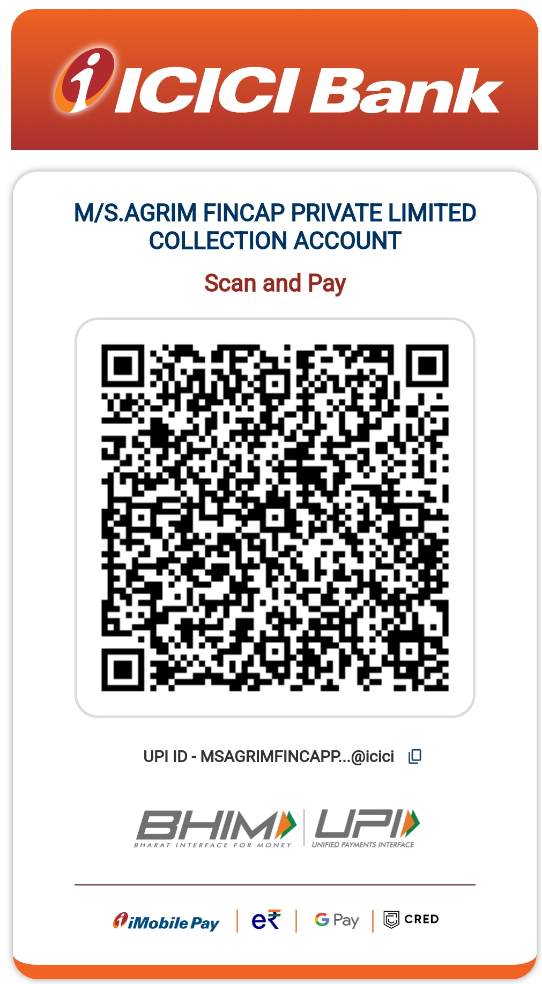 ICICI Bank
M/S.AGRIM FINCAP PRIVATE LIMITED
COLLECTION ACCOUNT
Scan and Pay
UPI ID - MSAGRIMFINCAPP...@icici
BHIM UPI
BHARAT INTERFACE FOR MONEY UNIFIED PAYMENTS INTERFACE
iMobile Pay e₹ G Pay CRED